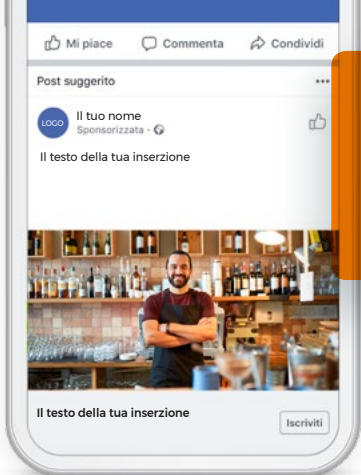 Mi piace Commenta Condividi
Post suggerito
LOGO
Il tuo nome
Sponsorizzata ·
Il testo della tua inserzione
Il testo della tua inserzione
Iscriviti